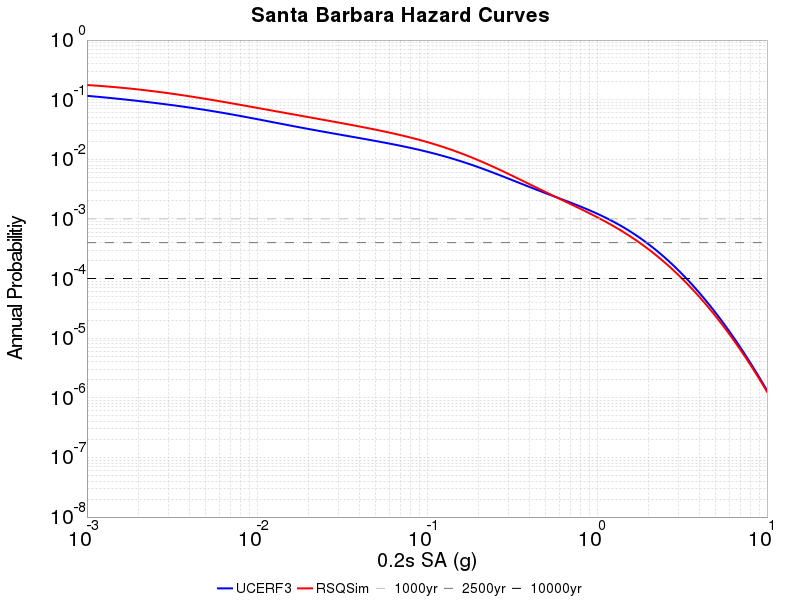 Santa Barbara Hazard Curves
10^0
10^-1
10^-2
10^-3
10^-4
10^-5
10^-6
10^-7
10^-8
Annual Probabilitiy
10^-3 10^-2 10^-1 10^0 10^1
0.2s SA (g)
UCERF3 RSQSim 1000yr 2500yr 10000yr